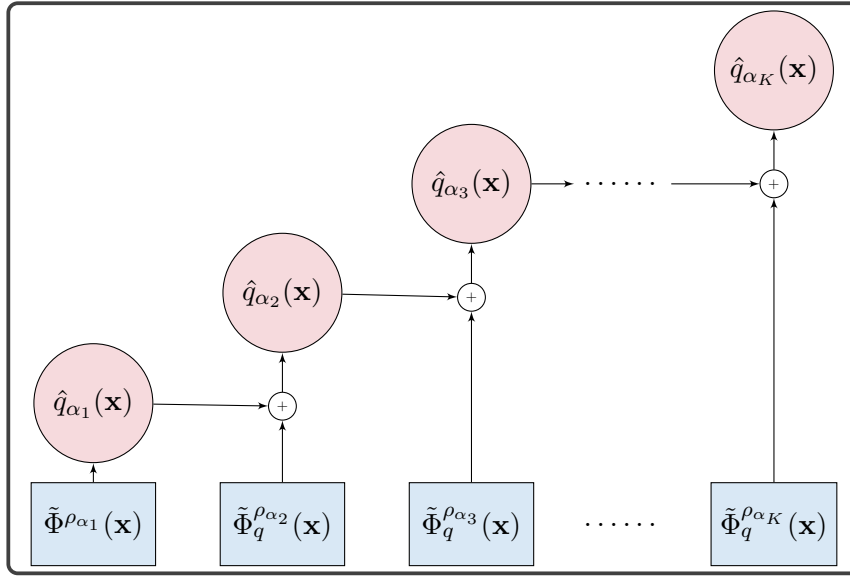 q̂_{α_K}(𝐱)
q̂_{α_3}(𝐱) ······ +
q̂_{α_2}(𝐱) +
q̂_{α_1}(𝐱) +
Φ̃^{ρ_{α_1}}(𝐱) Φ̃_q^{ρ_{α_2}}(𝐱) Φ̃_q^{ρ_{α_3}}(𝐱) ······ Φ̃_q^{ρ_{α_K}}(𝐱)